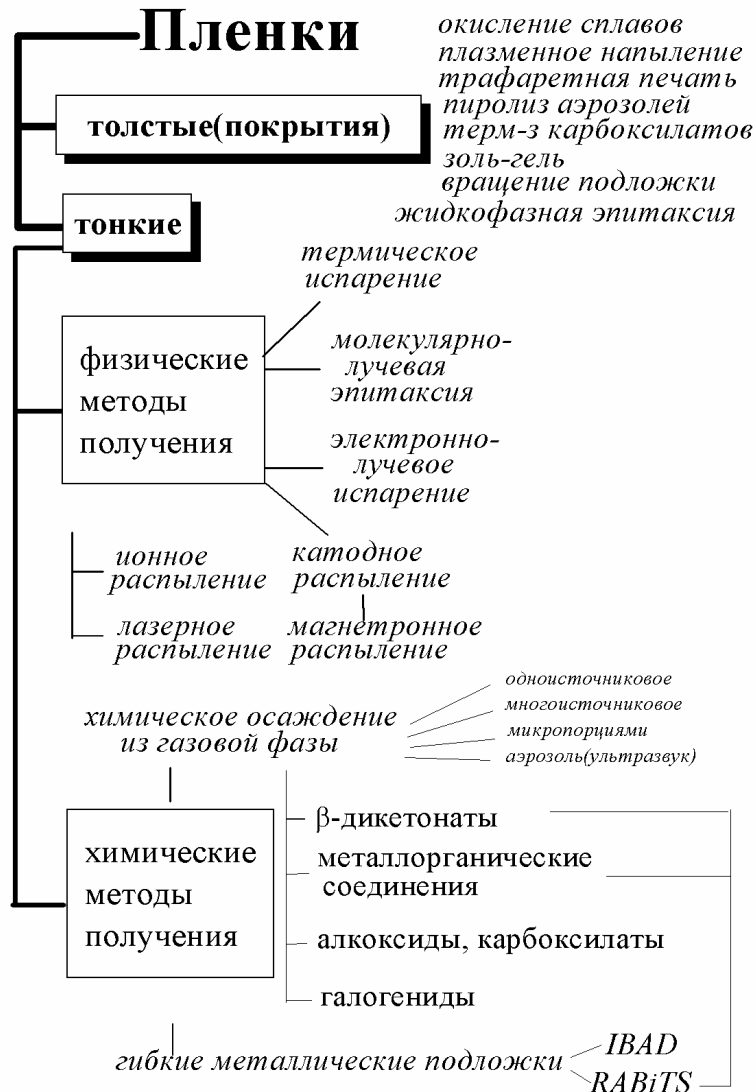 Пленки
окисление сплавов
плазменное напыление
трафаретная печать
пиролиз аэрозолей
терм-з карбоксилатов
золь-гель
вращение подложки
жидкофазная эпитаксия
толстые(покрытия)
тонкие
термическое
испарение
физические
методы
получения
молекулярно-
лучевая
эпитаксия
электронно-
лучевое
испарение
ионное
распыление
катодное
распыление
лазерное
распыление
магнетронное
распыление
химическое осаждение
из газовой фазы
одноисточниковое
многоисточниковое
микропорциями
аэрозоль(ультразвук)
химические
методы
получения
β-дикетонаты
металлорганические
соединения
алкоксиды, карбоксилаты
галогениды
гибкие металлические подложки
IBAD
RABiTS